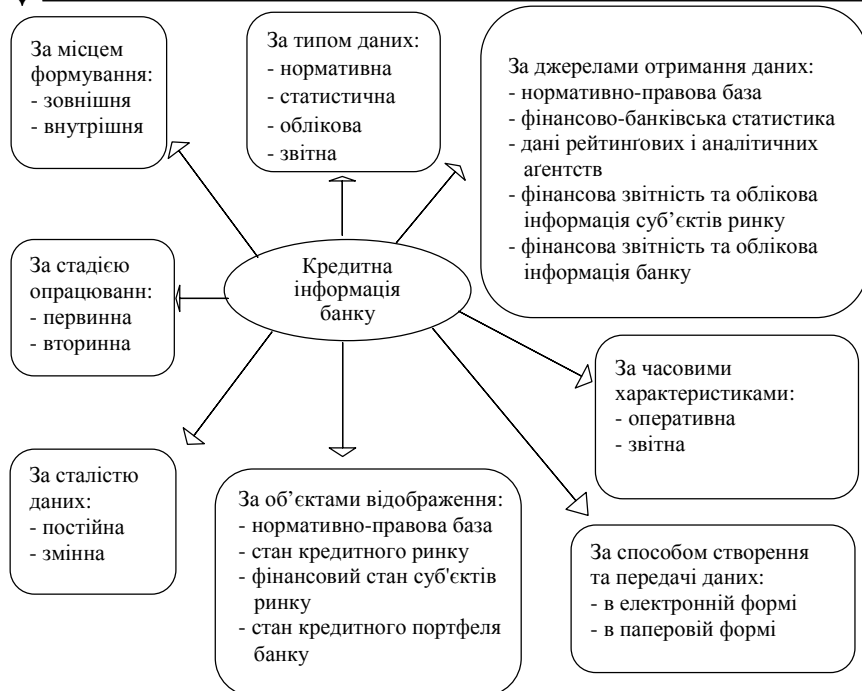 За місцем
формування:
- зовнішня
- внутрішня
За типом даних:
- нормативна
- статистична
- облікова
- звітна
За джерелами отримання даних:
- нормативно-правова база
- фінансово-банківська статистика
- дані рейтингових і аналітичних
агентств
- фінансова звітність та облікова
інформація суб’єктів ринку
- фінансова звітність та облікова
інформація банку
За стадією
опрацюванн:
- первинна
- вторинна
Кредитна
інформація
банку
За часовими
характеристиками:
- оперативна
- звітна
За сталістю
даних:
- постійна
- змінна
За об’єктами відображення:
- нормативно-правова база
- стан кредитного ринку
- фінансовий стан суб'єктів
ринку
- стан кредитного портфеля
банку
За способом створення
та передачі даних:
- в електронній формі
- в паперовій формі